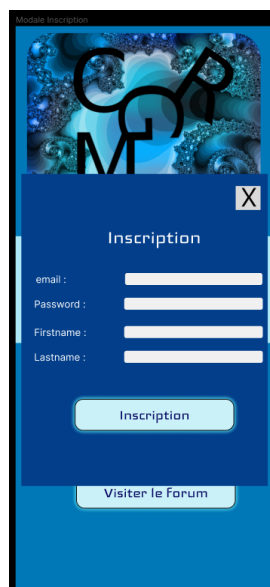 Modale Inscription
C G R
M
X
Inscription
email :
Password :
Firstname :
Lastname :
Inscription
Visiter le forum